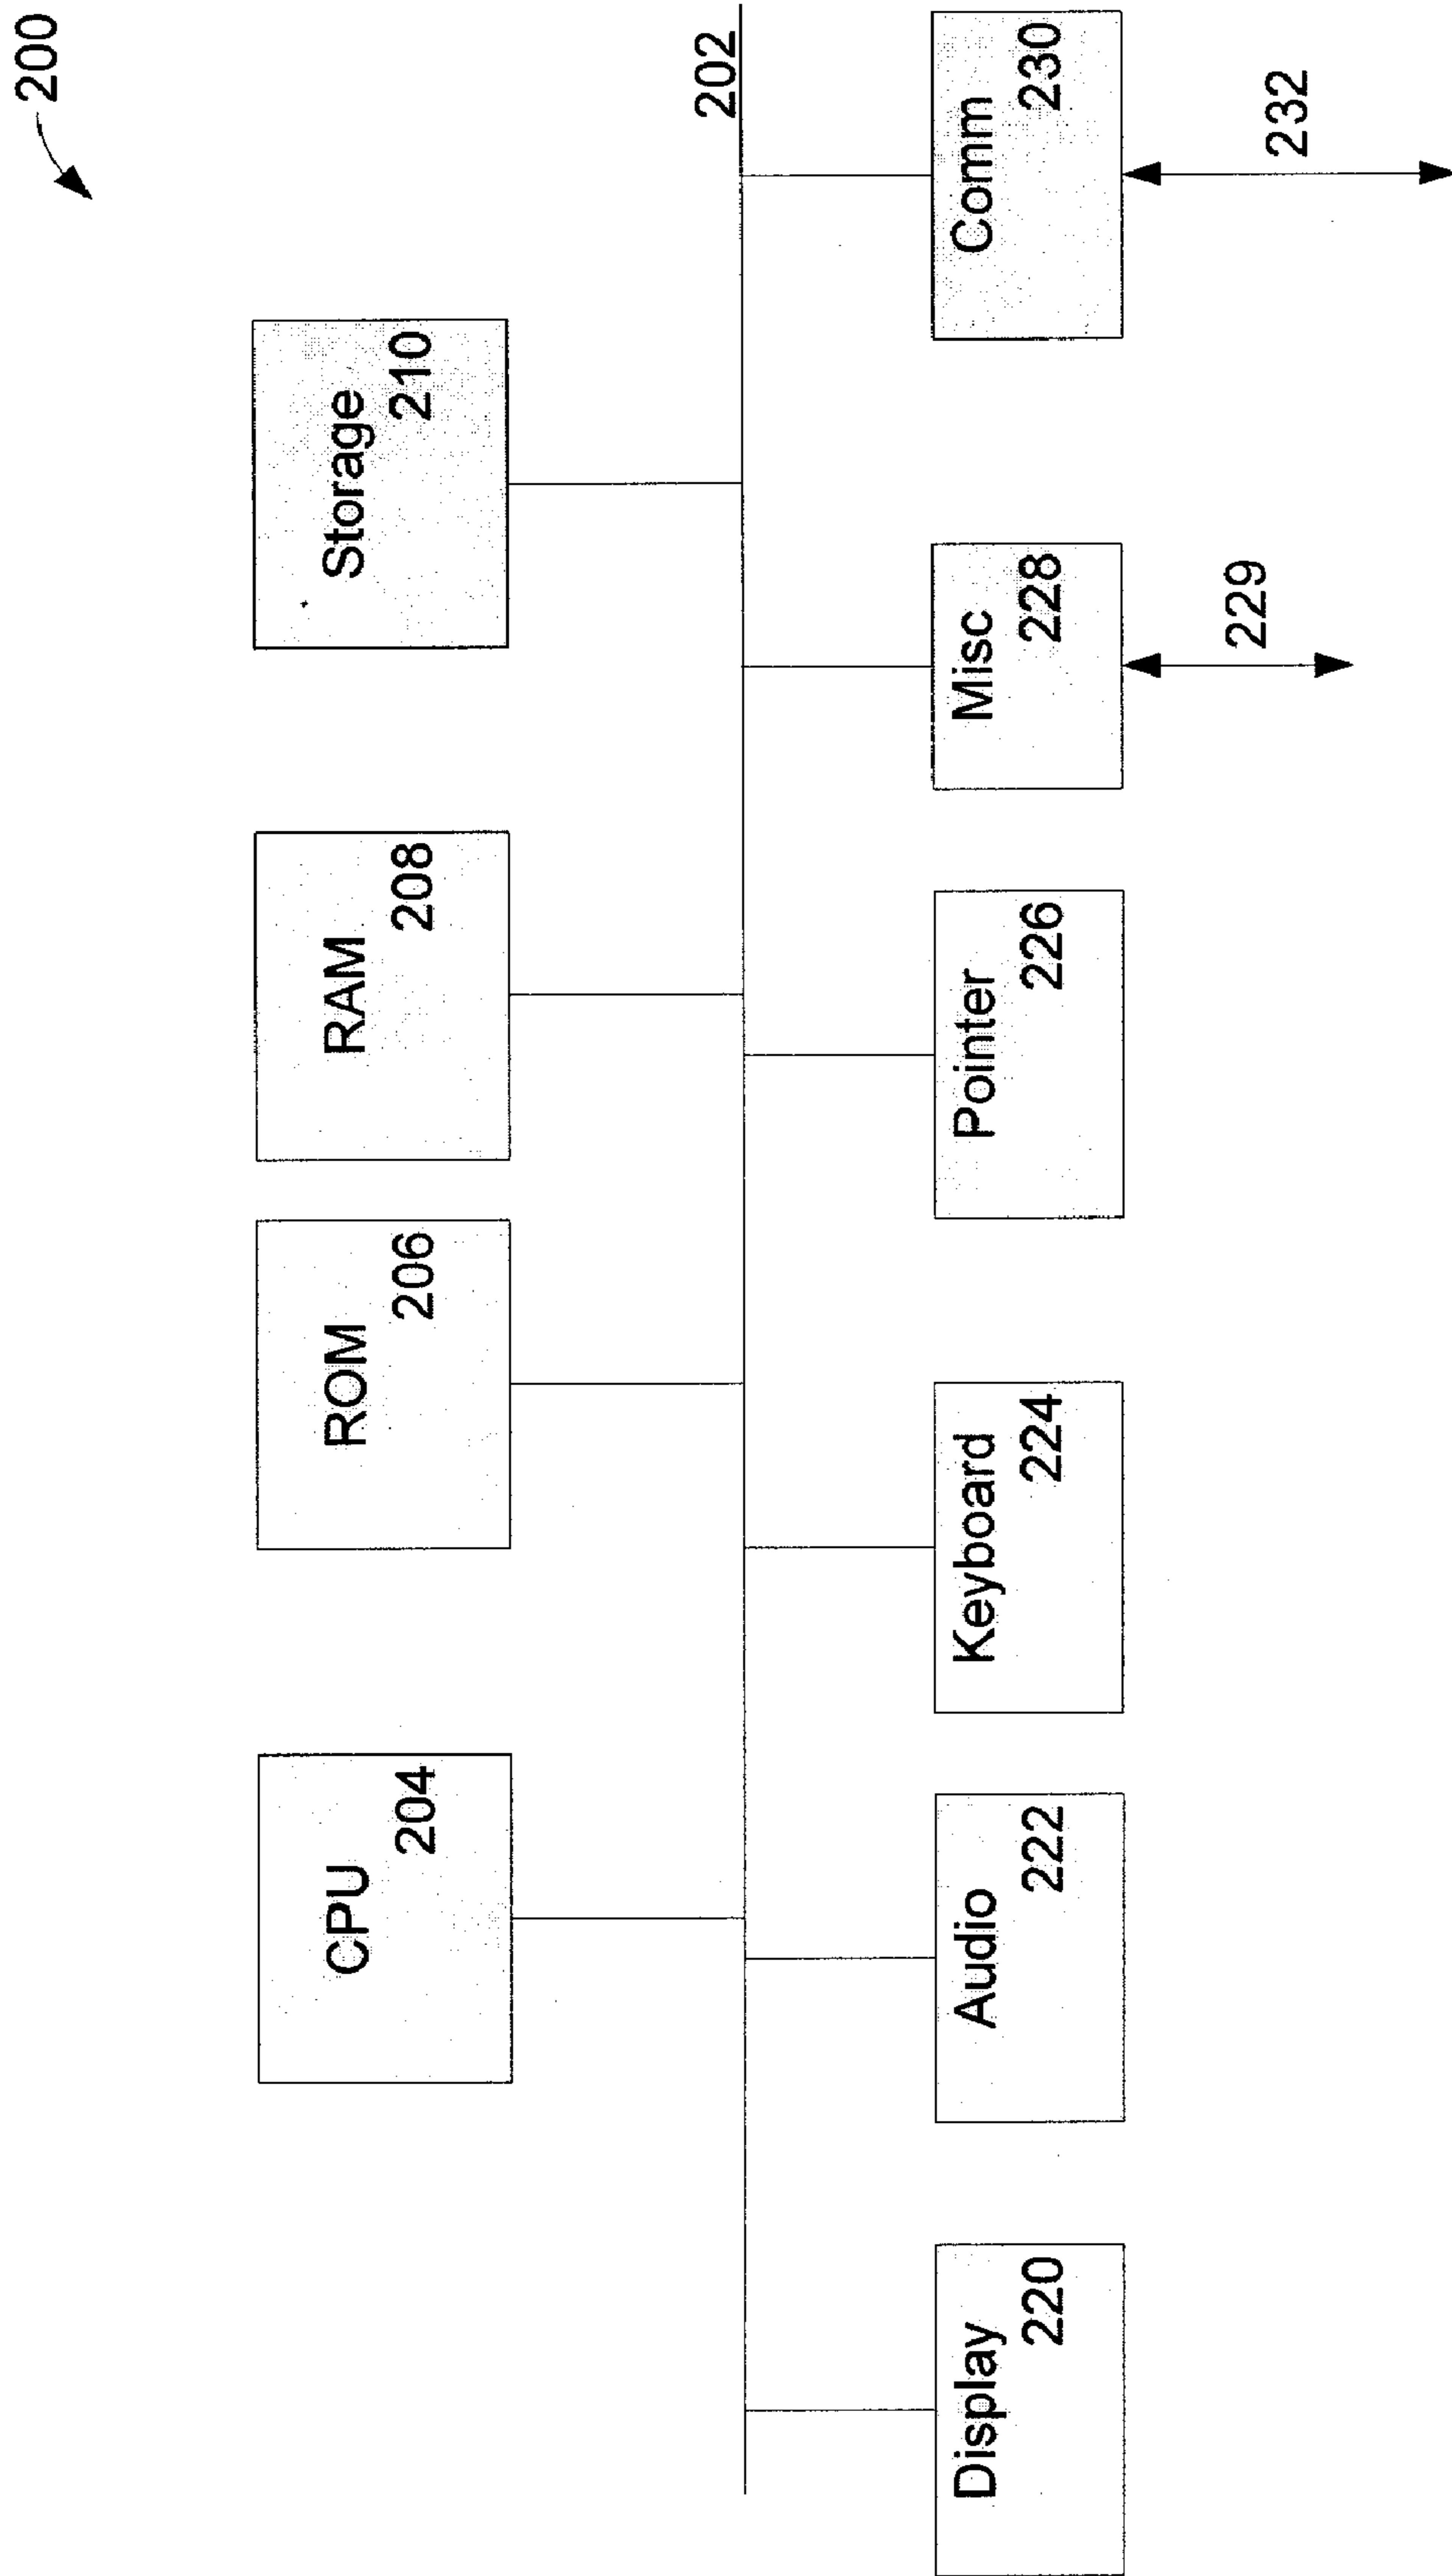 200
CPU
204
ROM
206
RAM
208
Storage
210
202
Display
220
Audio
222
Keyboard
224
Pointer
226
Misc
228
Comm
230
229
232